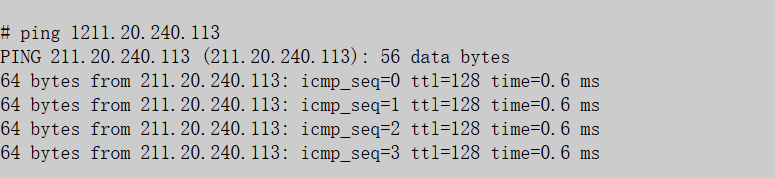 # ping 1211.20.240.113
PING 211.20.240.113 (211.20.240.113): 56 data bytes
64 bytes from 211.20.240.113: icmp_seq=0 ttl=128 time=0.6 ms
64 bytes from 211.20.240.113: icmp_seq=1 ttl=128 time=0.6 ms
64 bytes from 211.20.240.113: icmp_seq=2 ttl=128 time=0.6 ms
64 bytes from 211.20.240.113: icmp_seq=3 ttl=128 time=0.6 ms